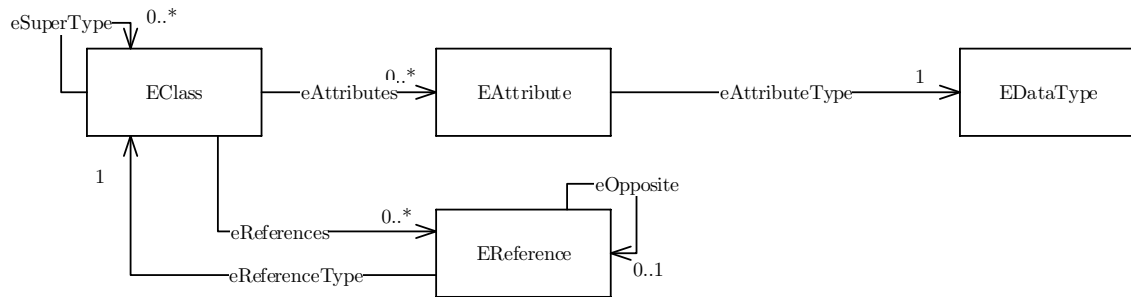 eSuperType
0..*
EClass
eAttributes
0..*
EAttribute
eAttributeType
1
EDataType
1
eOpposite
0..*
eReferences
EReference
0..1
eReferenceType